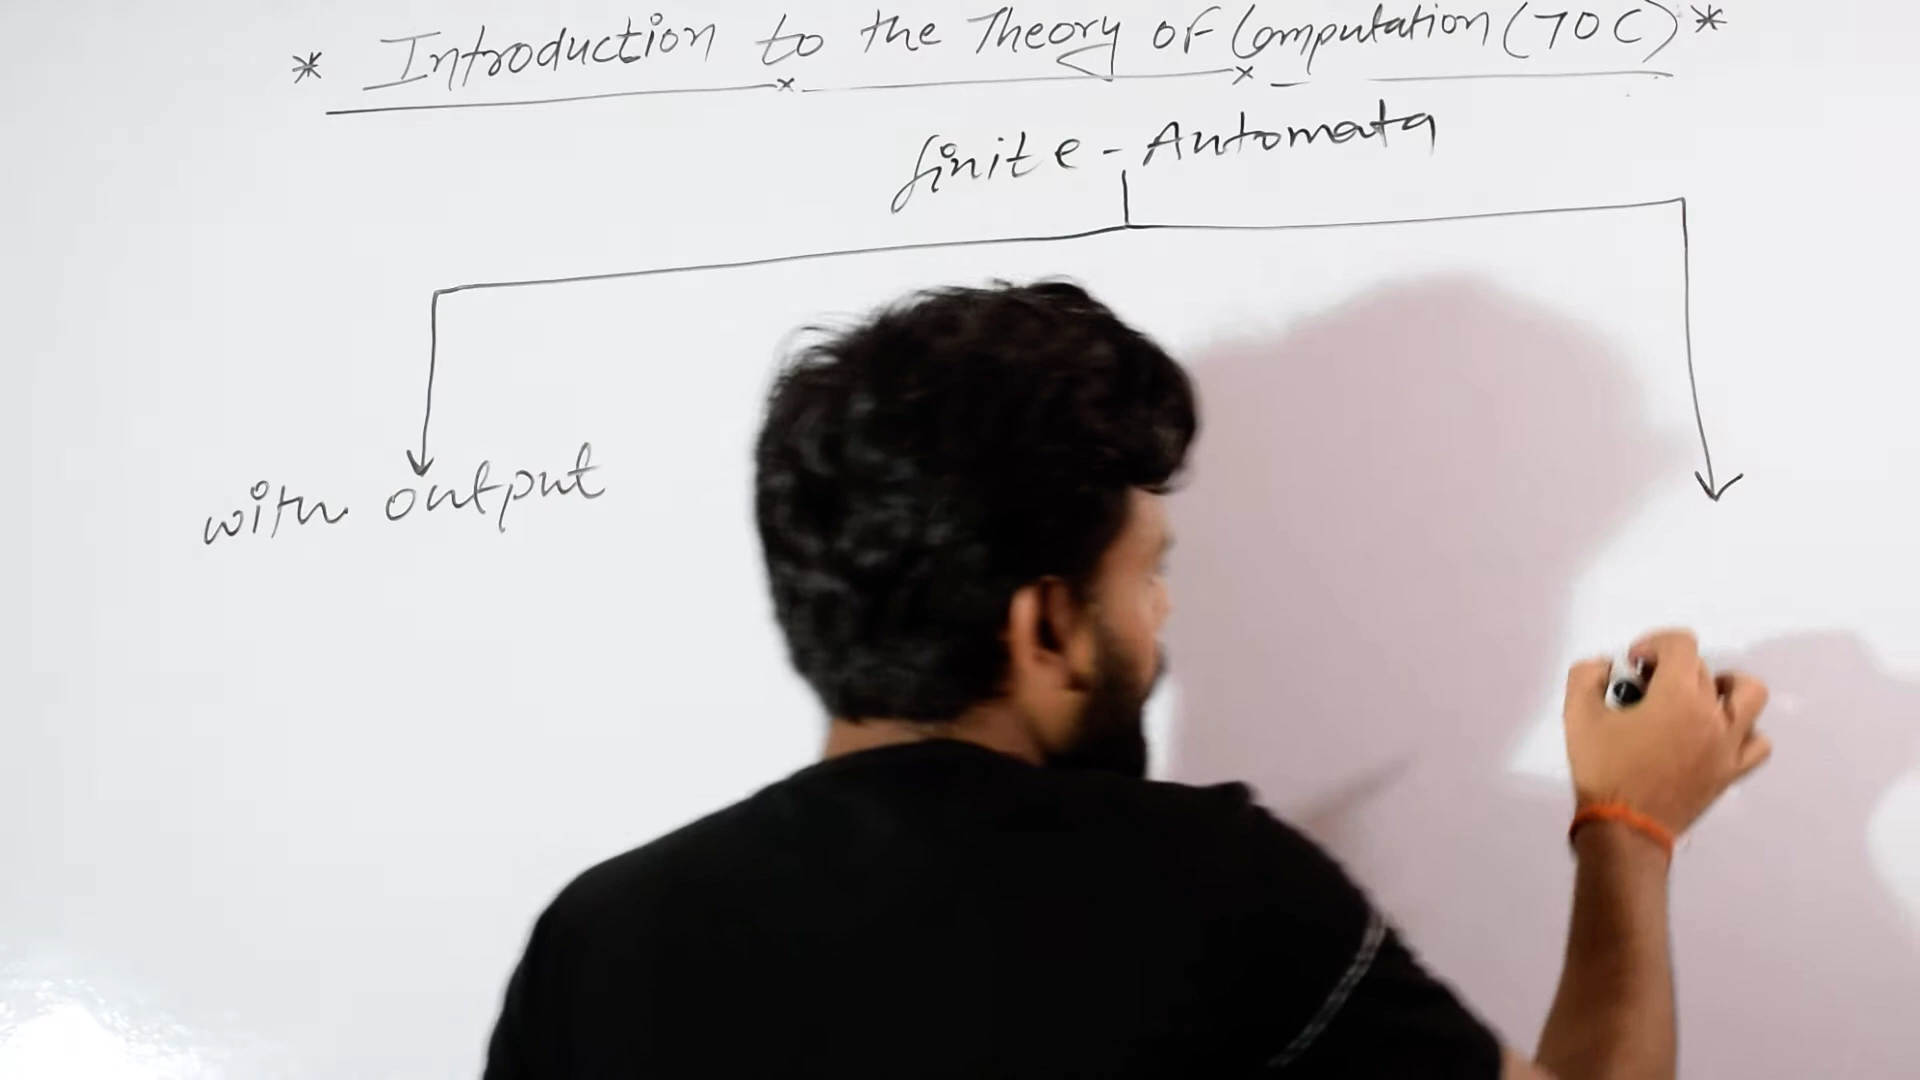 * Introduction to the Theory of Computation (TOC) *
finite - Automata
with output